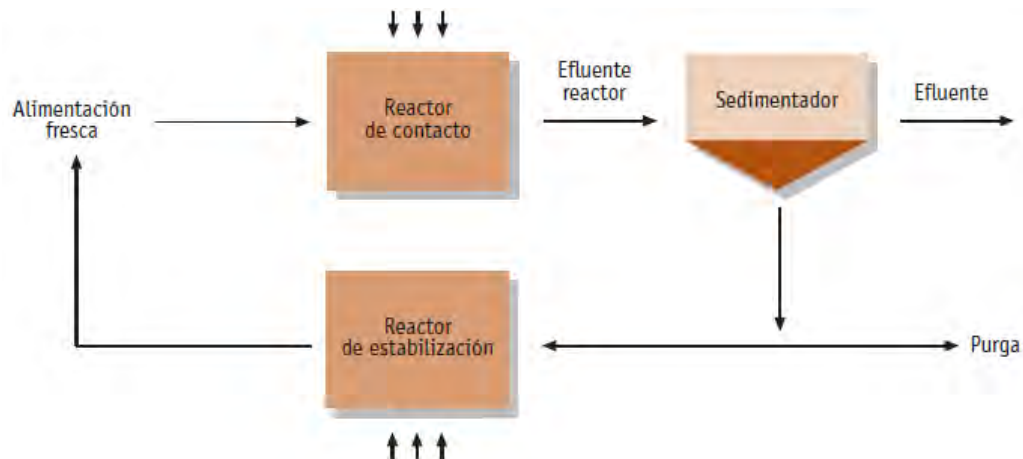 Alimentación
fresca
Reactor
de contacto
Efluente
reactor
Sedimentador
Efluente
Reactor
de estabilización
Purga